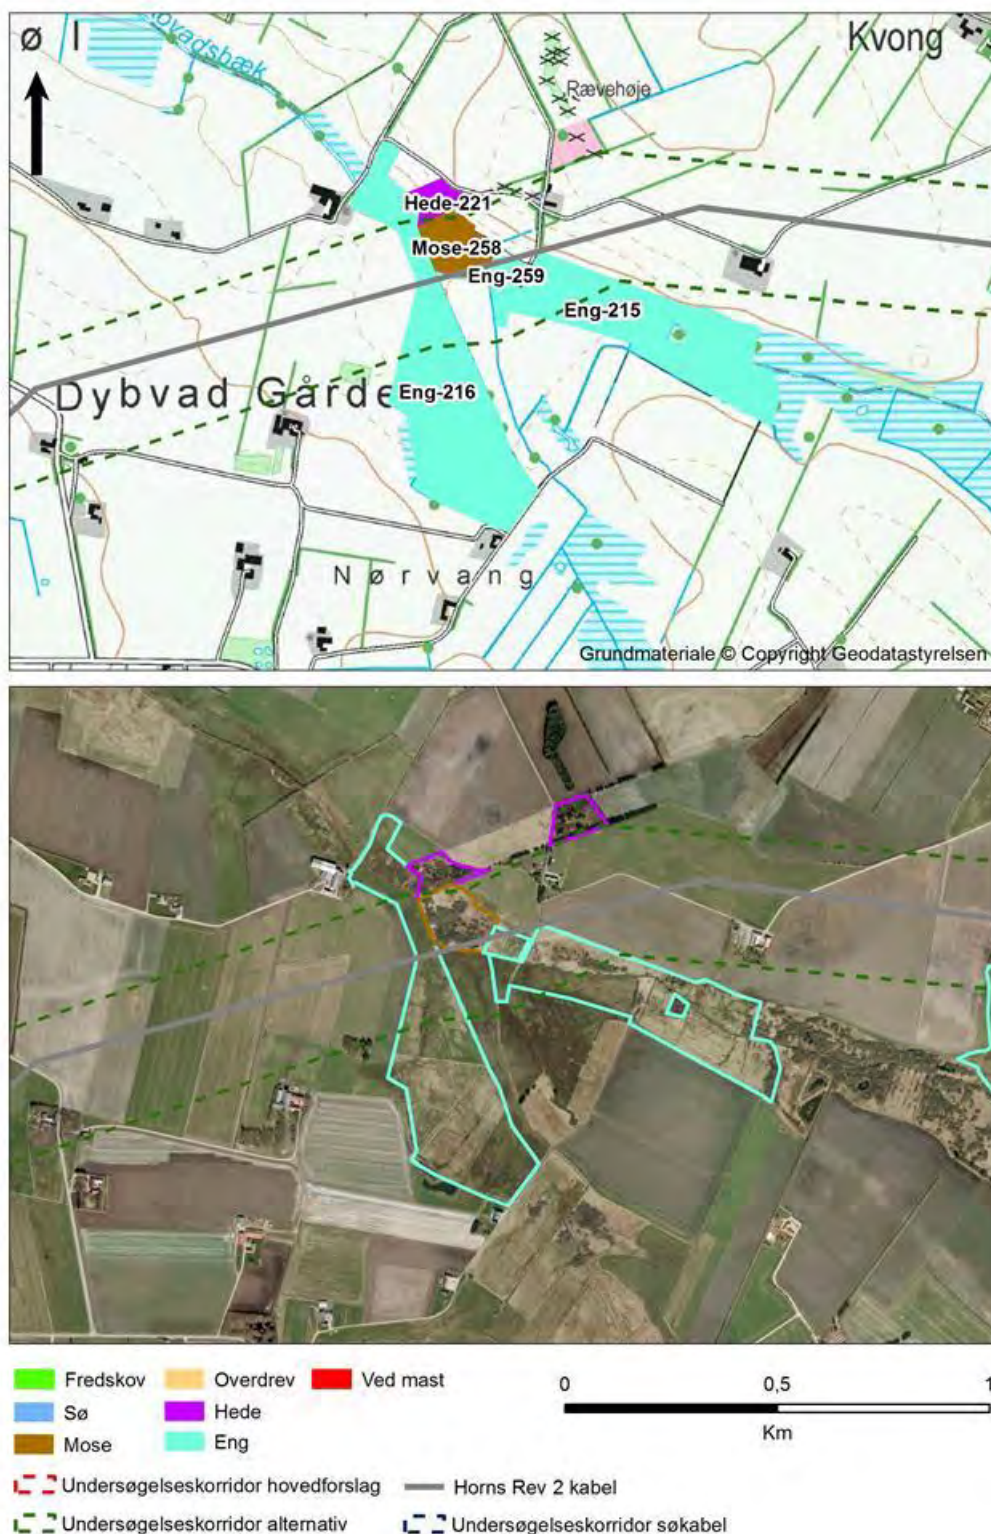 ø l
Kvong
Rævehøje
Hede-221
Mose-258
Eng-259
Eng-215
Dybvad Gårde
Eng-216
Nørvang
Grundmateriale © Copyright Geodatastyrelsen
Fredskov Overdrev Ved mast
Sø Hede
Mose Eng
0 0,5 1
Km
Undersøgelseskorridor hovedforslag Horns Rev 2 kabel
Undersøgelseskorridor alternativ Undersøgelseskorridor søkabel